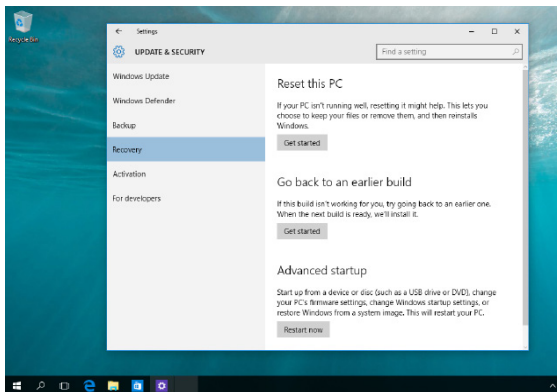 Recycle Bin
Settings
UPDATE & SECURITY
Find a setting
Windows Update
Windows Defender
Backup
Recovery
Activation
For developers
Reset this PC
If your PC isn't running well, resetting it might help. This lets you
choose to keep your files or remove them, and then reinstalls
Windows.
Get started
Go back to an earlier build
If this build isn't working for you, try going back to an earlier one.
When the next build is ready, we'll install it.
Get started
Advanced startup
Start up from a device or disc (such as a USB drive or DVD), change
your PC's firmware settings, change Windows startup settings, or
restore Windows from a system image. This will restart your PC.
Restart now